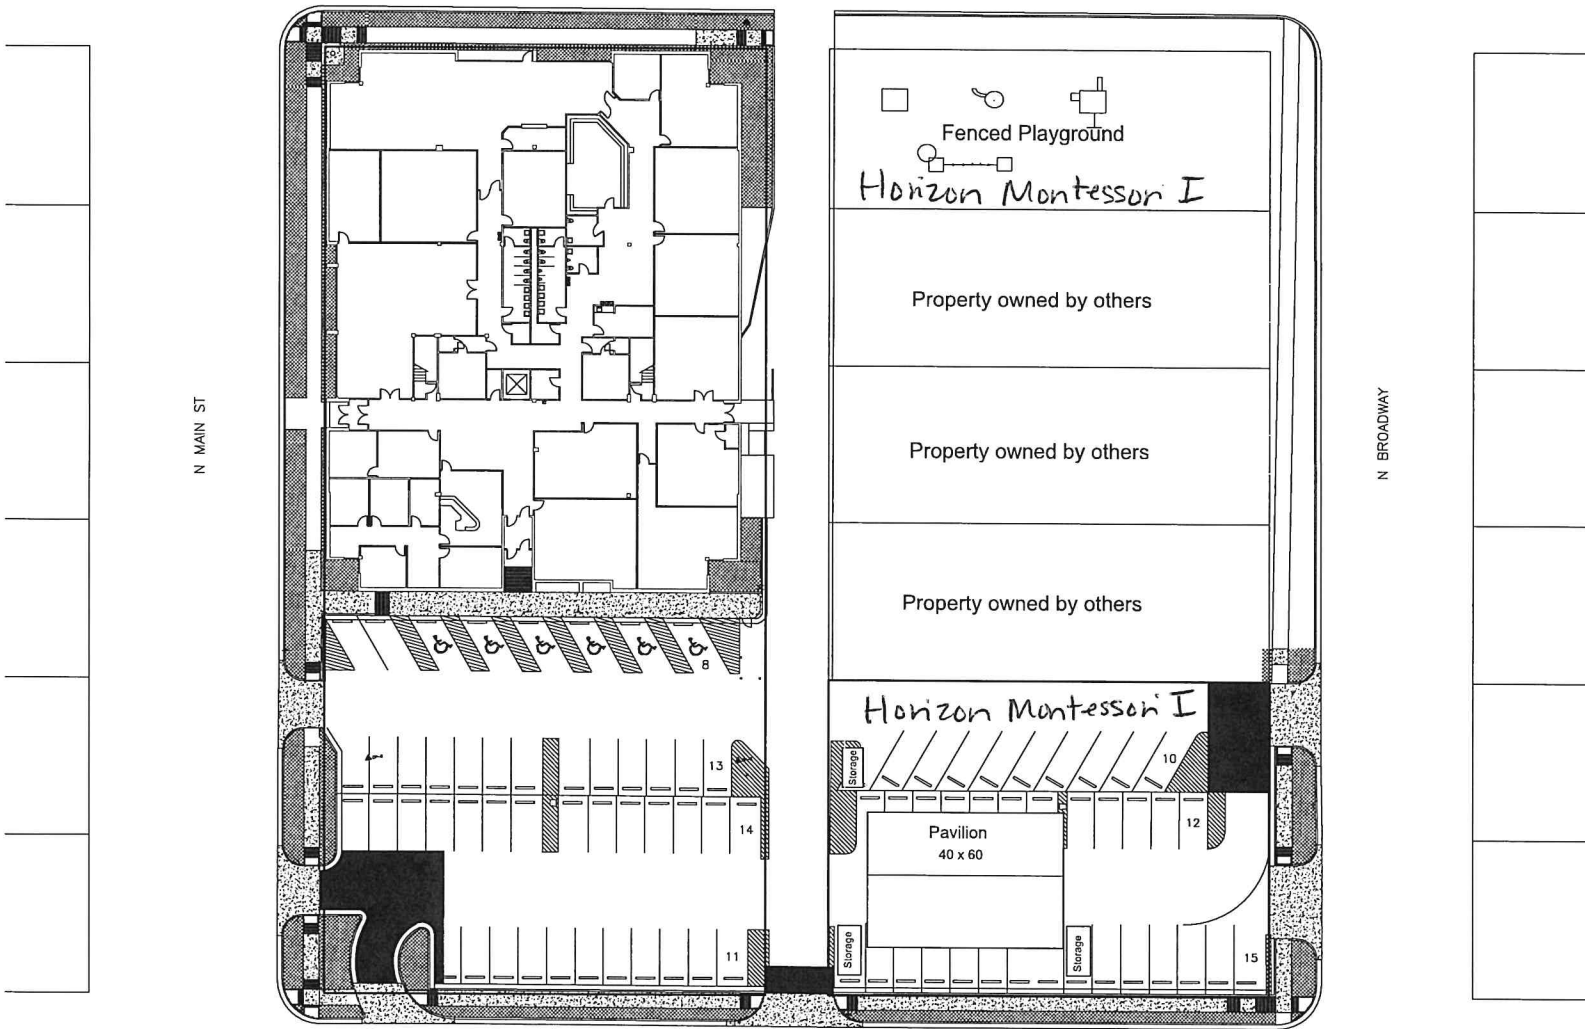 Fenced Playground
Horizon Montessori I
Property owned by others
N MAIN ST
Property owned by others
N BROADWAY
Property owned by others
8
Horizon Montessori I
13
Storage
10
14
Pavilion
40 x 60
12
11
Storage
Storage
15